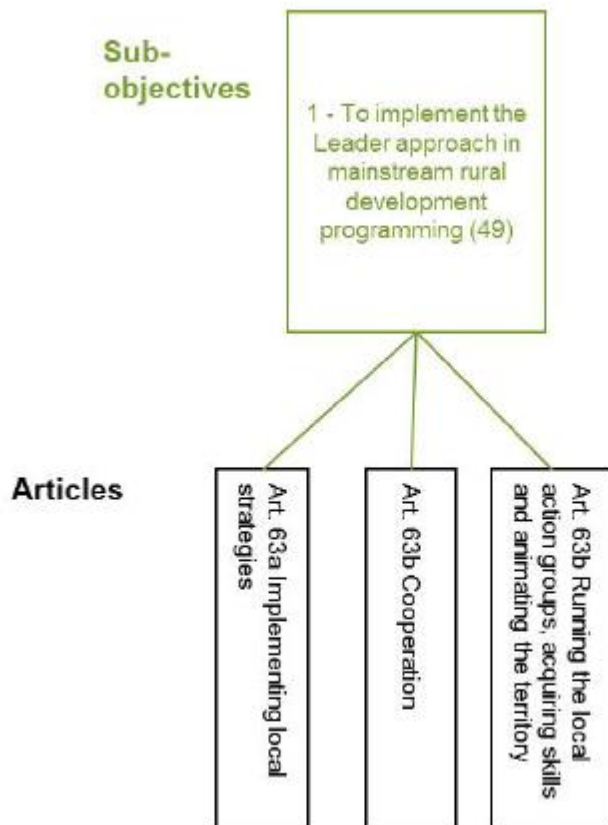 Sub-
objectives
1 - To implement the
Leader approach in
mainstream rural
development
programming (49)
Articles
Art. 63a Implementing local
strategies
Art. 63b Cooperation
Art. 63b Running the local
action groups, acquiring skills
and animating the territory